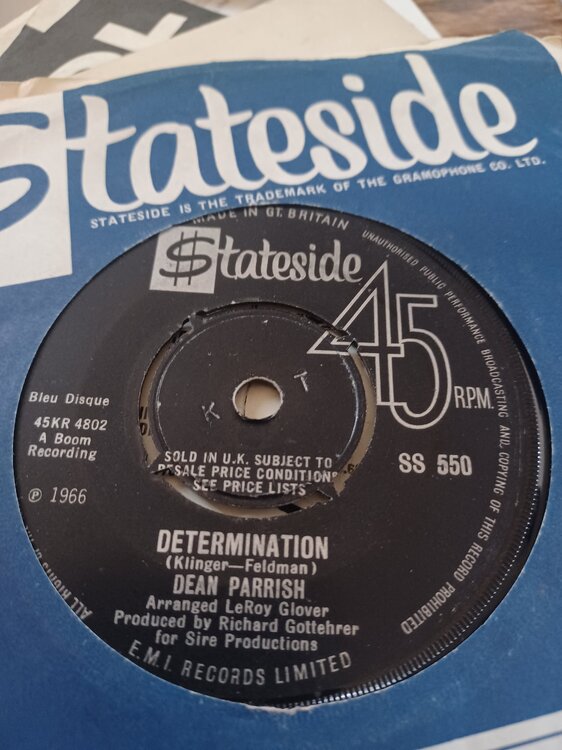 Stateside
STATESIDE IS THE TRADEMARK OF THE GRAMOPHONE CO. LTD.
MADE IN GT. BRITAIN
UNAUTHORISED PUBLIC PERFORMANCE BROADCASTING AND COPYING OF THIS RECORD PROHIBITED
$tateside
45
R.P.M.
K T
Bleu Disque
45KR 4802
A Boom
Recording
SS 550
SOLD IN U.K. SUBJECT TO
RESALE PRICE CONDITIONS
SEE PRICE LISTS
℗ 1966
DETERMINATION
(Klinger—Feldman)
DEAN PARRISH
Arranged LeRoy Glover
Produced by Richard Gottehrer
for Sire Productions
E.M.I. RECORDS LIMITED
ALL RIGHTS